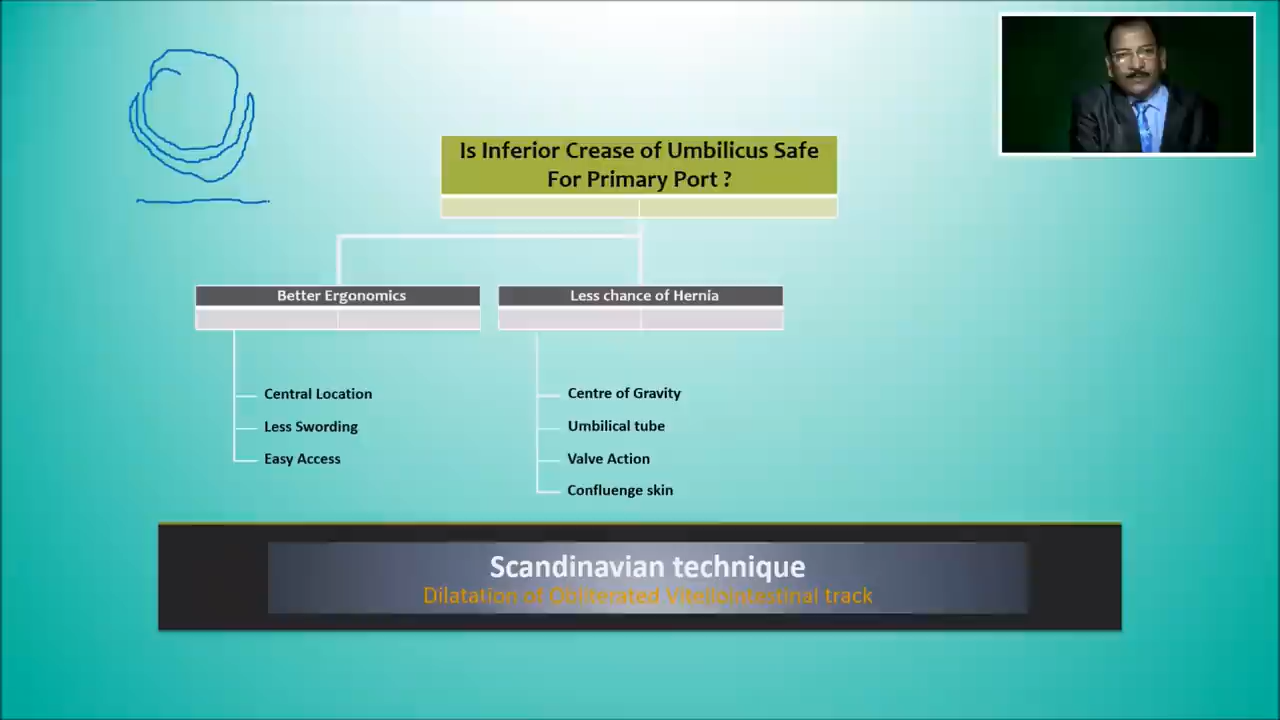 Is Inferior Crease of Umbilicus Safe
For Primary Port ?
Better Ergonomics
Less chance of Hernia
Central Location
Less Swording
Easy Access
Centre of Gravity
Umbilical tube
Valve Action
Confluenge skin
Scandinavian technique
Dilatation of Obliterated Vitellointestinal track